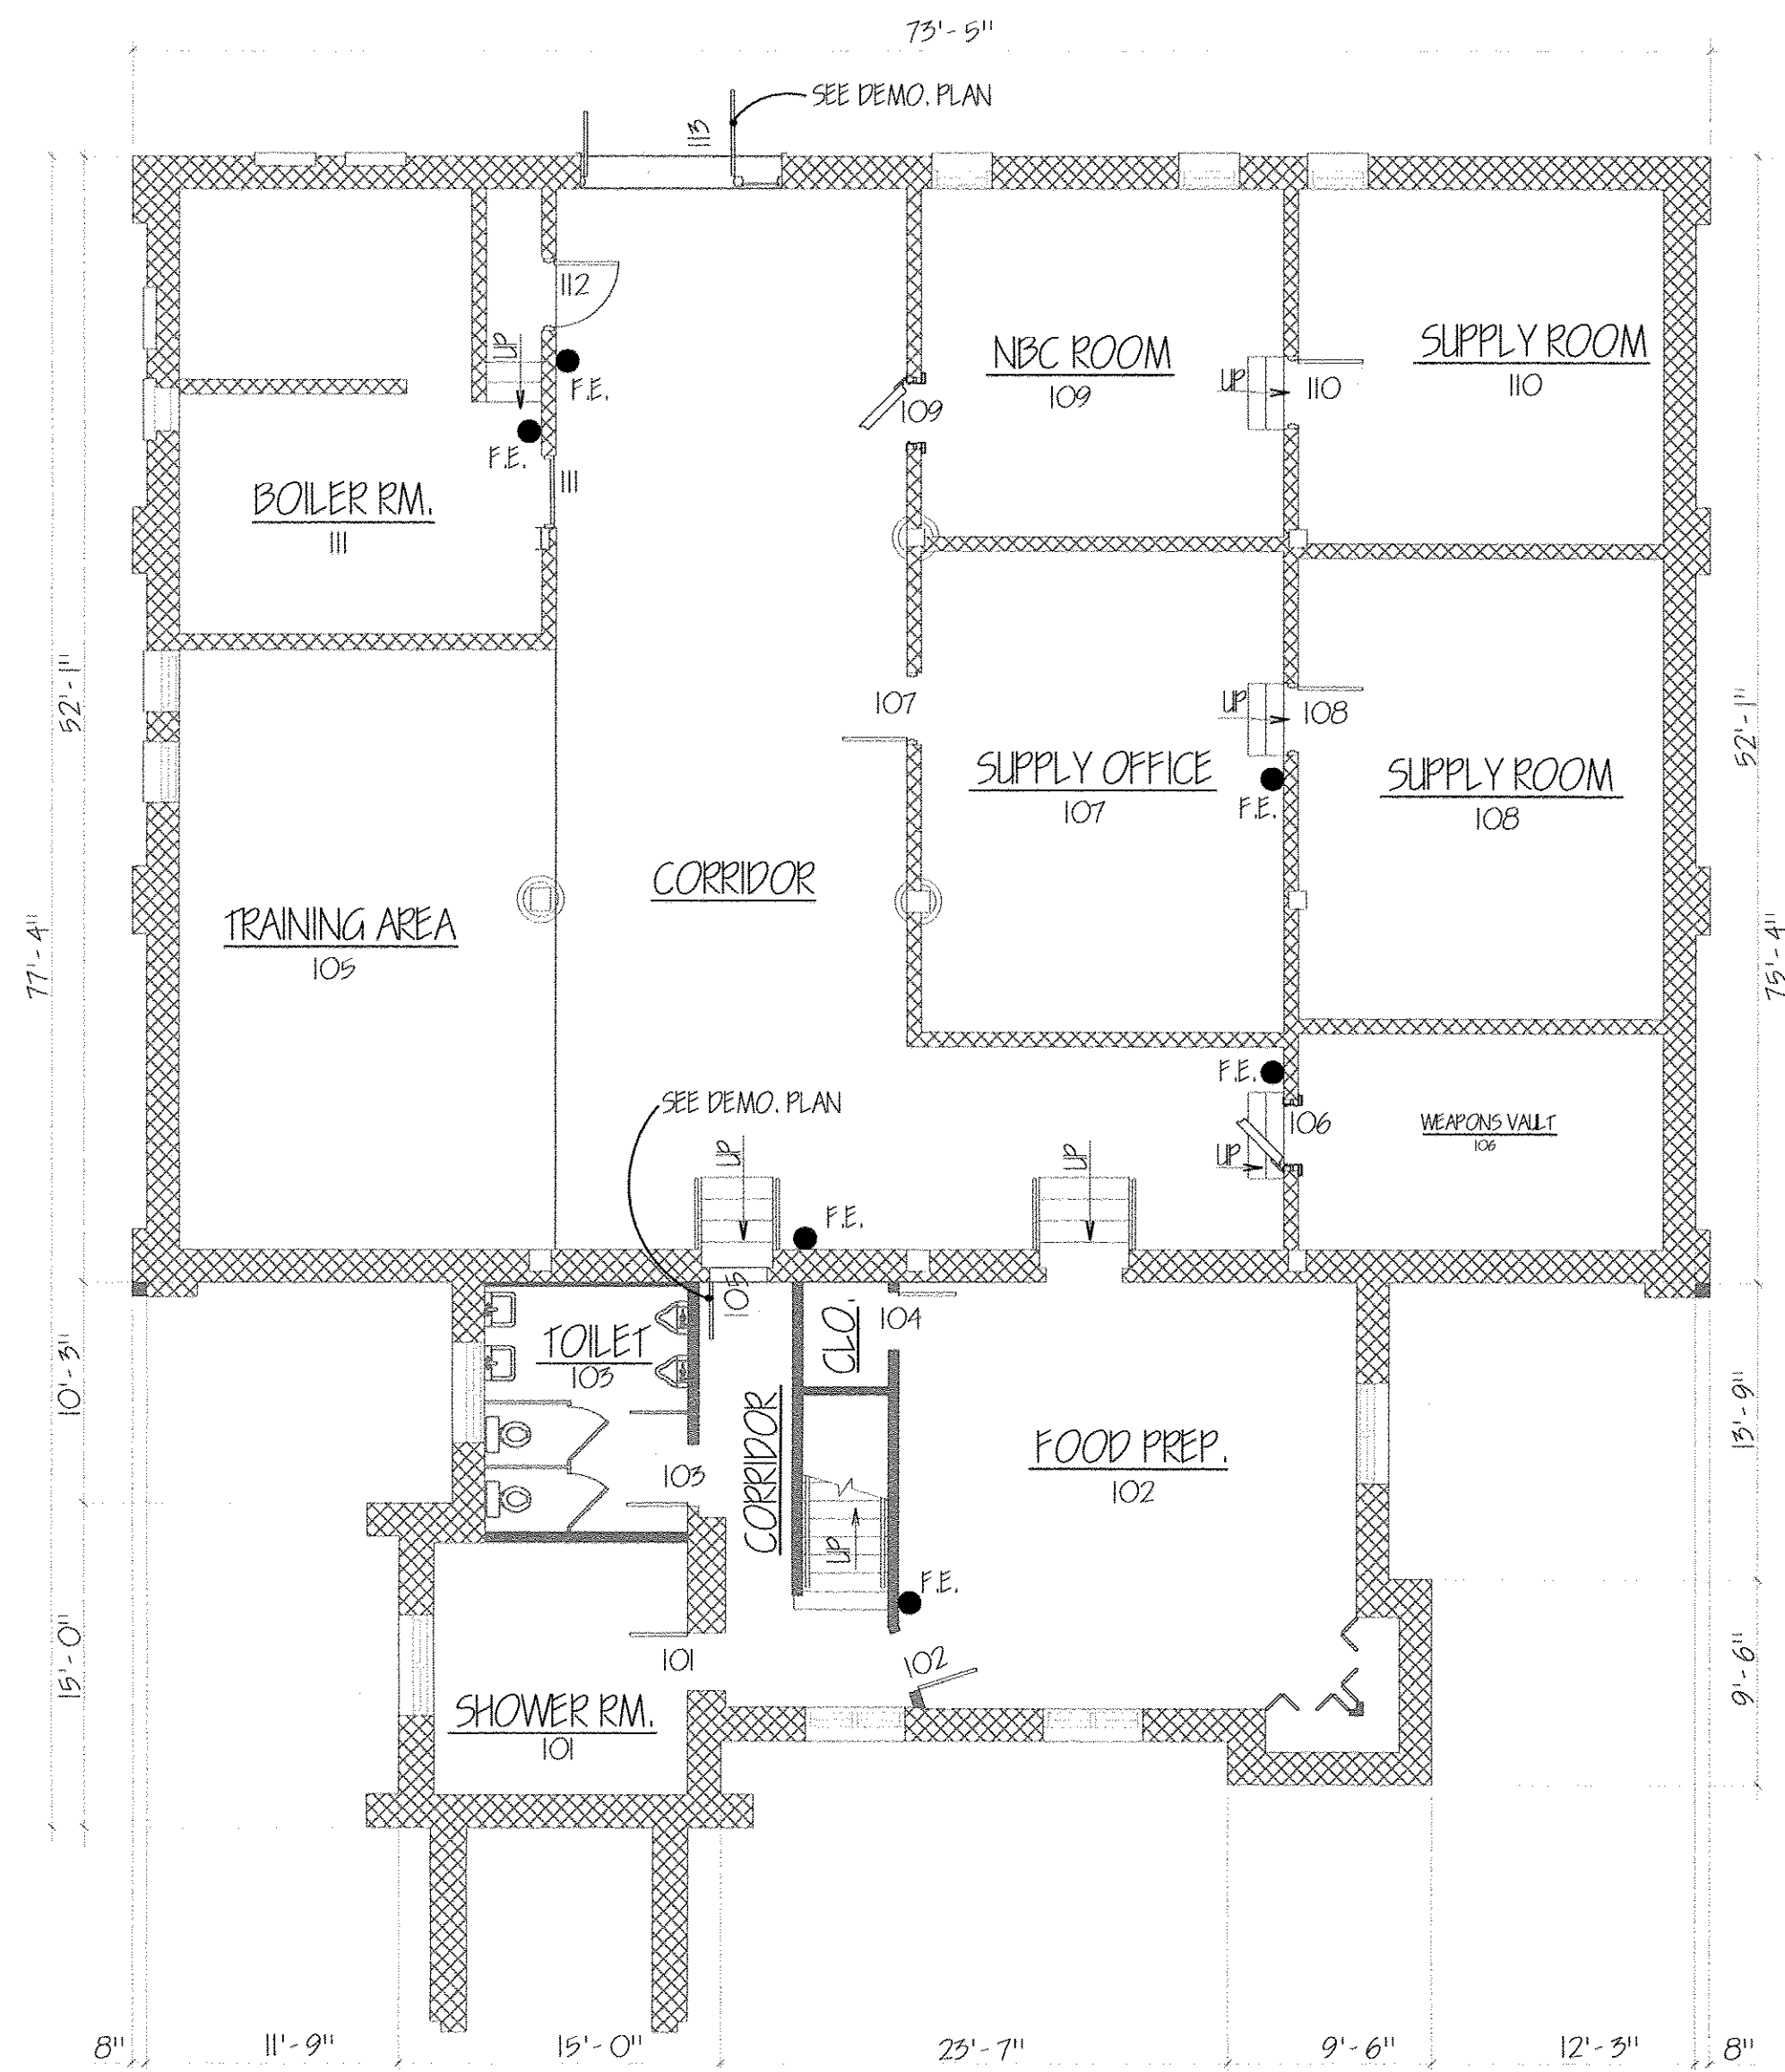 73'-5"
SEE DEMO. PLAN
113
112
UP
F.E.
F.E.
BOILER RM.
111
111
109
NBC ROOM
109
UP
110
SUPPLY ROOM
110
52'-1"
77'-4"
107
SUPPLY OFFICE
107
UP
108
F.E.
SUPPLY ROOM
108
52'-1"
75'-4"
TRAINING AREA
105
CORRIDOR
SEE DEMO. PLAN
UP
F.E.
UP
F.E.
106
UP
WEAPONS VAULT
106
105
TOILET
103
103
CLO.
104
CORRIDOR
UP
F.E.
FOOD PREP.
102
102
101
SHOWER RM.
101
10'-3"
15'-0"
13'-9"
9'-6"
8"
11'-9"
15'-0"
23'-7"
9'-6"
12'-3"
8"